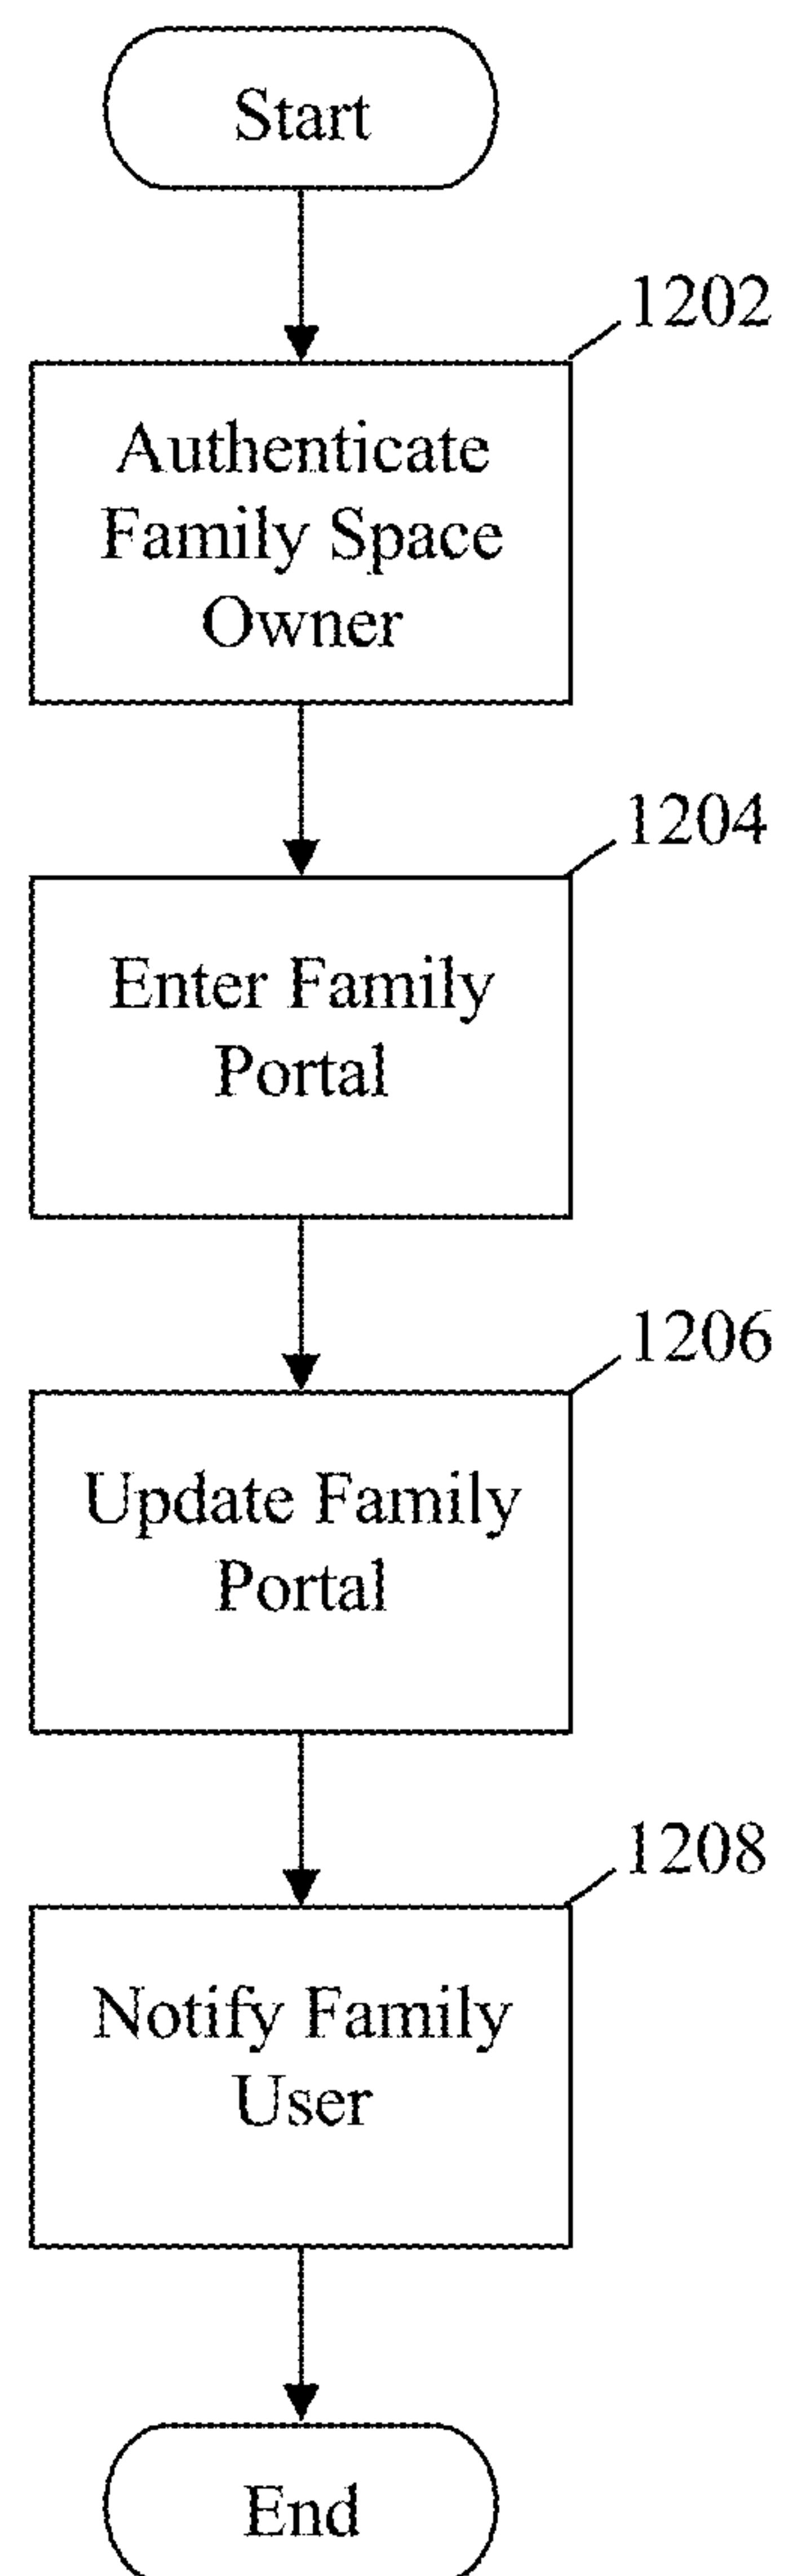 Start
1202
Authenticate
Family Space
Owner
1204
Enter Family
Portal
1206
Update Family
Portal
1208
Notify Family
User
End